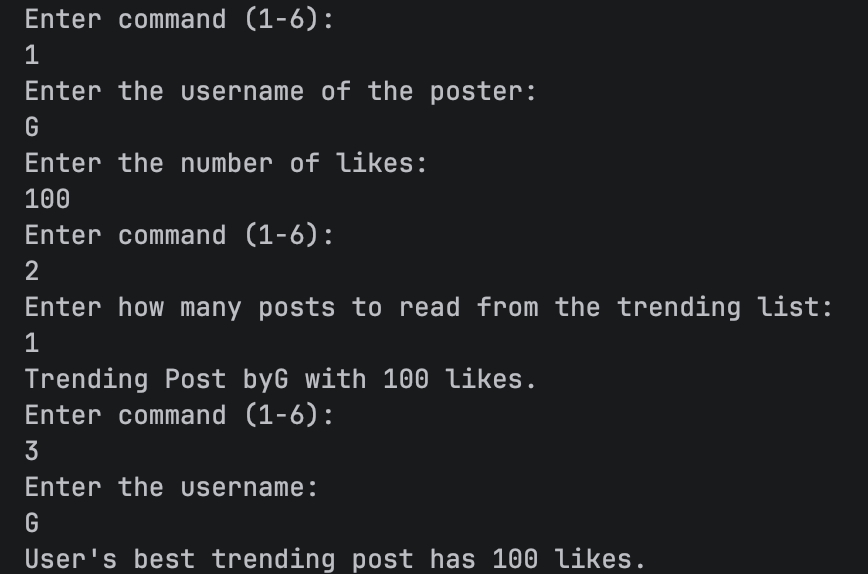 Enter command (1-6):
1
Enter the username of the poster:
G
Enter the number of likes:
100
Enter command (1-6):
2
Enter how many posts to read from the trending list:
1
Trending Post byG with 100 likes.
Enter command (1-6):
3
Enter the username:
G
User's best trending post has 100 likes.